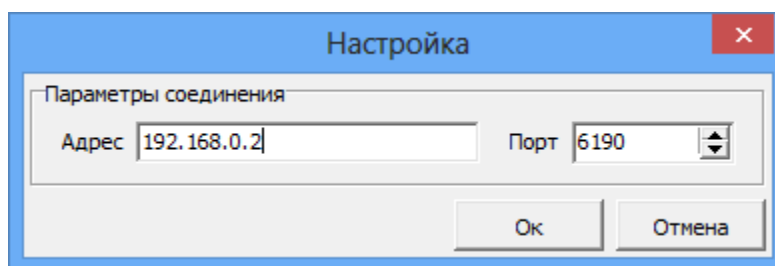 Настройка
Параметры соединения
Адрес 192.168.0.2 Порт 6190
Ок Отмена